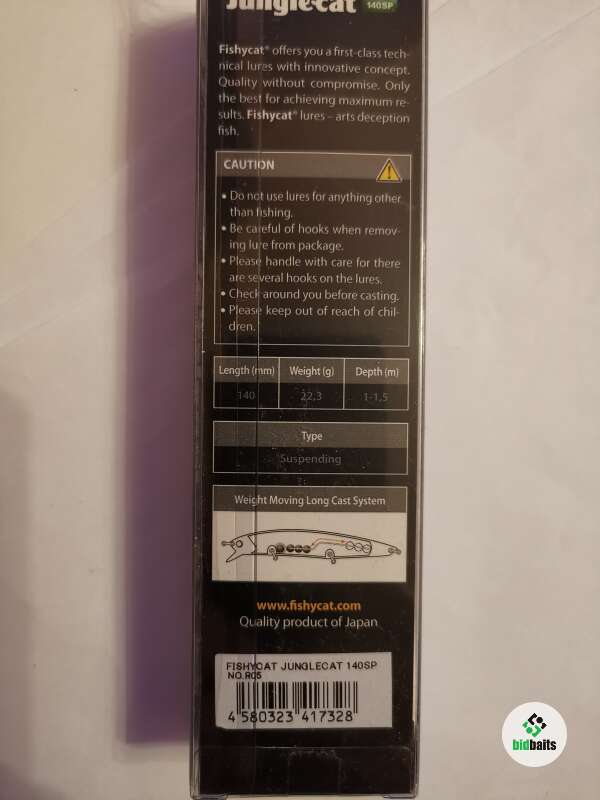 Junglecat 140SP
Fishycat® offers you a first-class tech-
nical lures with innovative concept.
Quality without compromise. Only
the best for achieving maximum re-
sults. Fishycat® lures – arts deception
fish.
CAUTION
• Do not use lures for anything other
than fishing.
• Be careful of hooks when remov-
ing lure from package.
• Please handle with care for there
are several hooks on the lures.
• Check around you before casting.
• Please keep out of reach of chil-
dren.
Length (mm) Weight (g) Depth (m)
140 22,3 1-1,5
Type
Suspending
Weight Moving Long Cast System
www.fishycat.com
Quality product of Japan
FISHYCAT JUNGLECAT 140SP
NO.R05
4 580323 417328
bidbaits